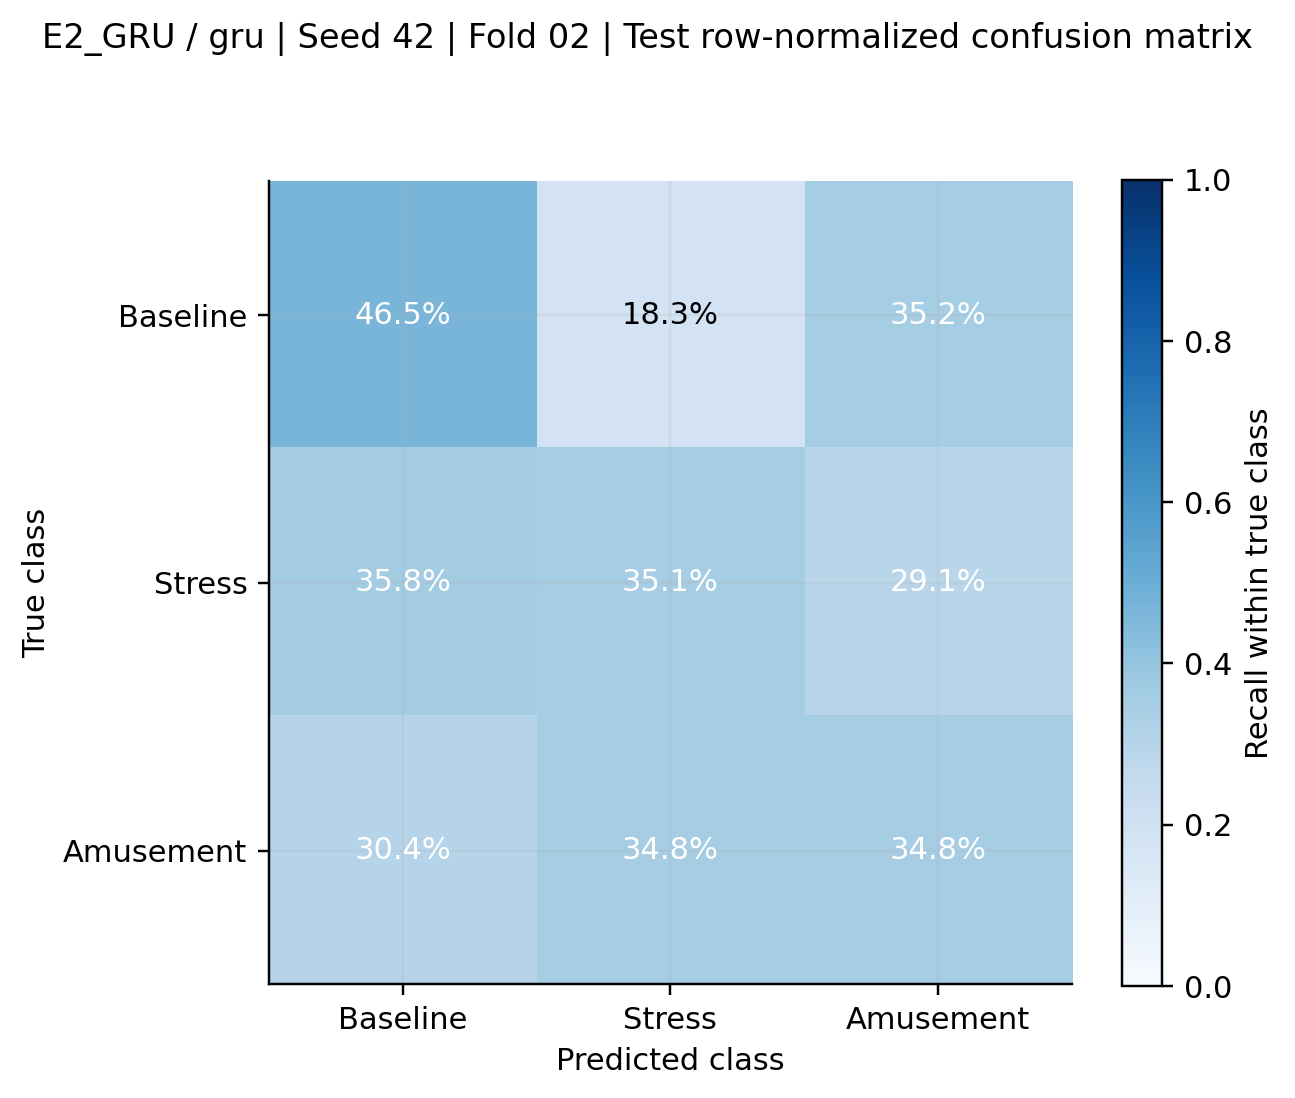 E2_GRU / gru | Seed 42 | Fold 02 | Test row-normalized confusion matrix
Baseline
46.5%
18.3%
35.2%
Stress
35.8%
35.1%
29.1%
Amusement
30.4%
34.8%
34.8%
Baseline
Stress
Amusement
Predicted class
True class
1.0
0.8
0.6
0.4
0.2
0.0
Recall within true class